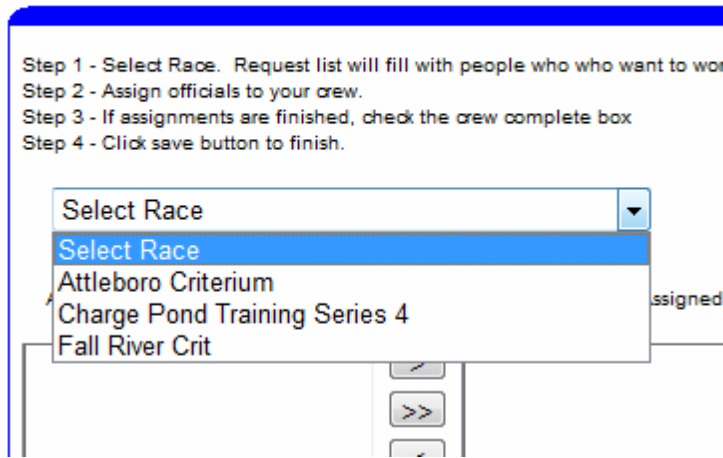 Step 1 - Select Race. Request list will fill with people who who want to
Step 2 - Assign officials to your crew.
Step 3 - If assignments are finished, check the crew complete box
Step 4 - Click save button to finish.
Select Race
Select Race
Attleboro Criterium
Charge Pond Training Series 4
Fall River Crit
>
>>